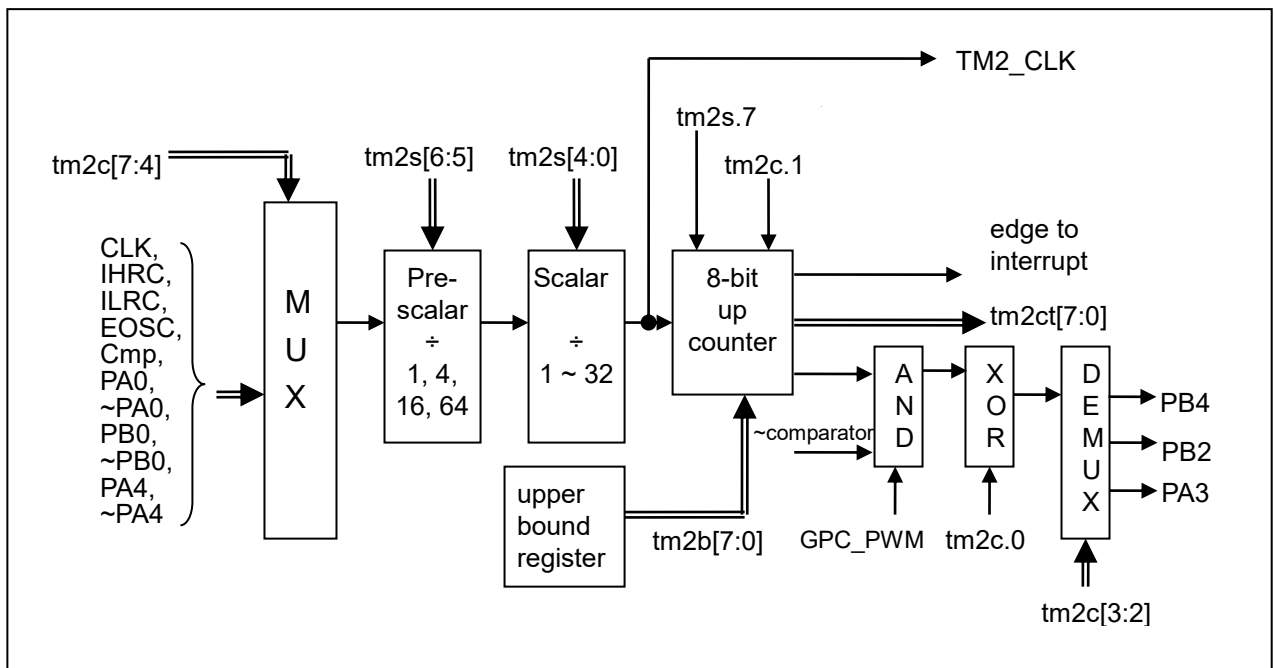 TM2_CLK
tm2s.7
tm2c[7:4]
tm2s[6:5]
tm2s[4:0]
tm2c.1
CLK,
IHRC,
ILRC,
EOSC,
Cmp,
PA0,
~PA0,
PB0,
~PB0,
PA4,
~PA4
M
U
X
Pre-
scalar
÷
1, 4,
16, 64
Scalar
÷
1 ~ 32
8-bit
up
counter
edge to
interrupt
tm2ct[7:0]
A
N
D
X
O
R
D
E
M
U
X
PB4
PB2
PA3
~comparator
upper
bound
register
tm2b[7:0]
GPC_PWM
tm2c.0
tm2c[3:2]